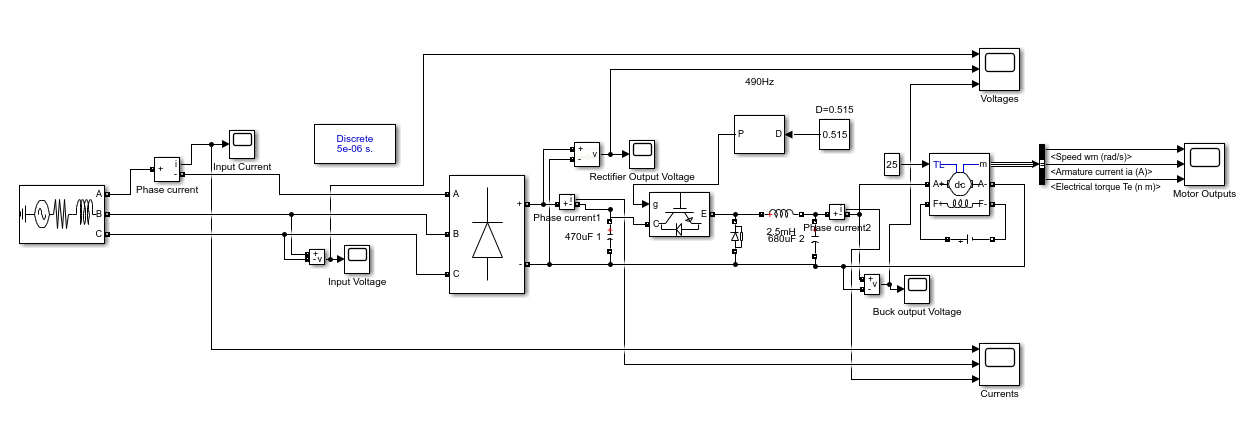 Voltages
490Hz
D=0.515
P
D
0.515
Discrete
5e-06 s.
Input Current
i
+
-
Phase current
A
B
C
+
-
v
Input Voltage
A
B
C
+
-
+
-
v
Rectifier Output Voltage
+
i
-
Phase current1
470uF 1
g
C
E
2.5mH
680uF 2
+
i
-
Phase current2
25
TL
m
A+
dc
A-
F+
F-
+
-
<Speed wm (rad/s)>
<Armature current ia (A)>
<Electrical torque Te (n m)>
Motor Outputs
+
-
v
Buck output Voltage
Currents